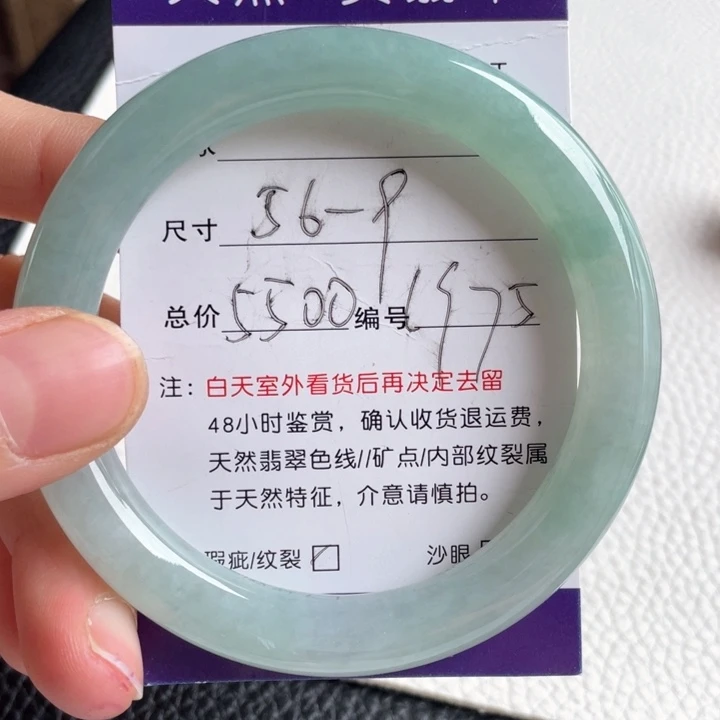 尺寸 56-9
总价 5500 编号 1975
注：白天室外看货后再决定去留
48小时鉴赏，确认收货退运费，
天然翡翠色线//矿点/内部纹裂属
于天然特征，介意请慎拍。
瑕疵/纹裂 沙眼